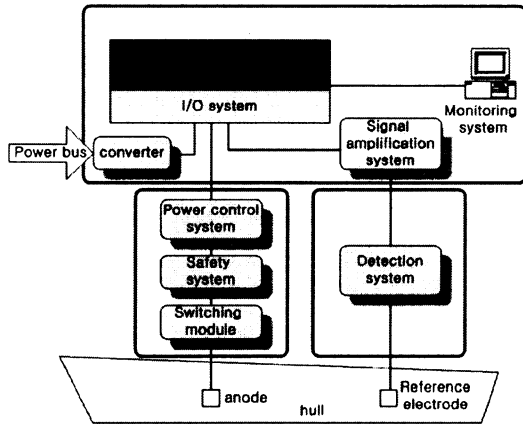 I/O system
Monitoring
system
Power bus
converter
Signal
amplification
system
Power control
system
Safety
system
Switching
module
Detection
system
anode
Reference
electrode
hull